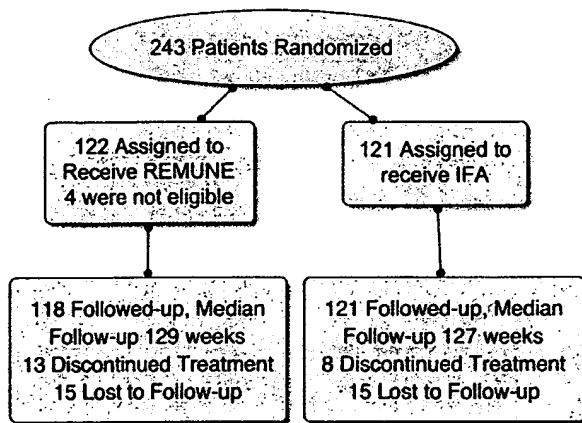 243 Patients Randomized
122 Assigned to
Receive REMUNE
4 were not eligible
121 Assigned to
receive IFA
118 Followed-up, Median
Follow-up 129 weeks
13 Discontinued Treatment
15 Lost to Follow-up
121 Followed-up, Median
Follow-up 127 weeks
8 Discontinued Treatment
15 Lost to Follow-up